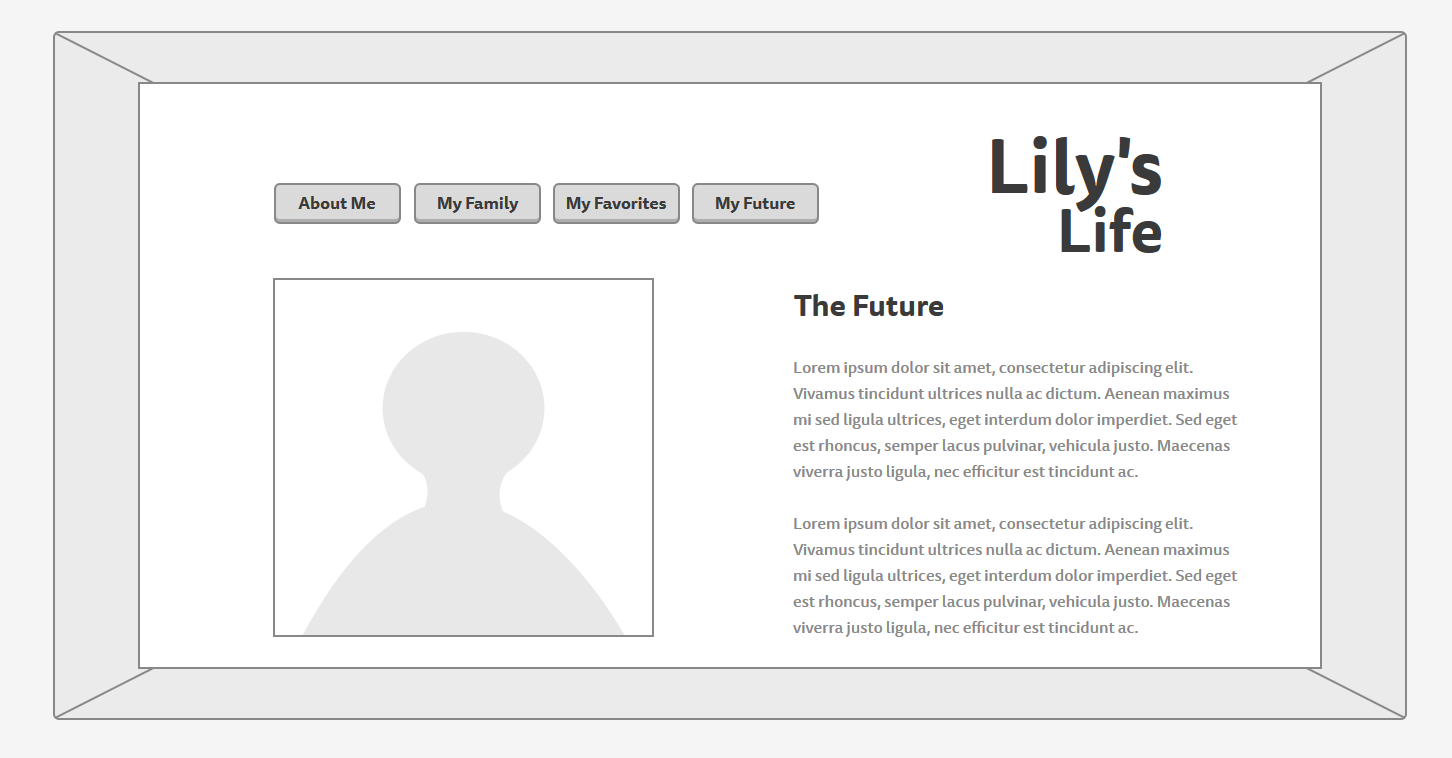 Lily's
Life
About Me
My Family
My Favorites
My Future
The Future
Lorem ipsum dolor sit amet, consectetur adipiscing elit.
Vivamus tincidunt ultrices nulla ac dictum. Aenean maximus
mi sed ligula ultrices, eget interdum dolor imperdiet. Sed eget
est rhoncus, semper lacus pulvinar, vehicula justo. Maecenas
viverra justo ligula, nec efficitur est tincidunt ac.
Lorem ipsum dolor sit amet, consectetur adipiscing elit.
Vivamus tincidunt ultrices nulla ac dictum. Aenean maximus
mi sed ligula ultrices, eget interdum dolor imperdiet. Sed eget
est rhoncus, semper lacus pulvinar, vehicula justo. Maecenas
viverra justo ligula, nec efficitur est tincidunt ac.